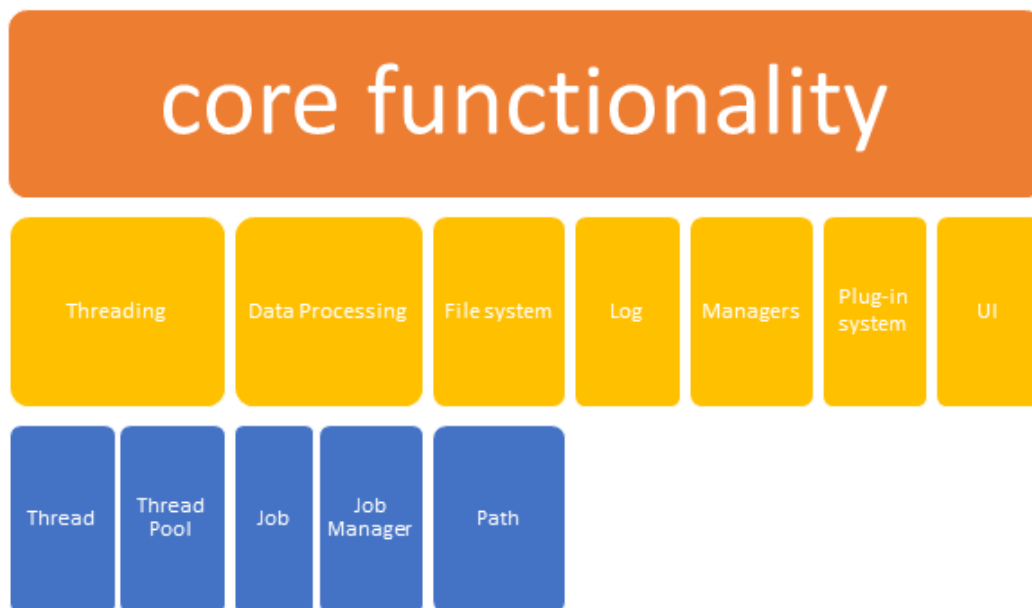 core functionality
Threading
Data Processing
File system
Log
Managers
Plug-in
system
UI
Thread
Thread
Pool
Job
Job
Manager
Path